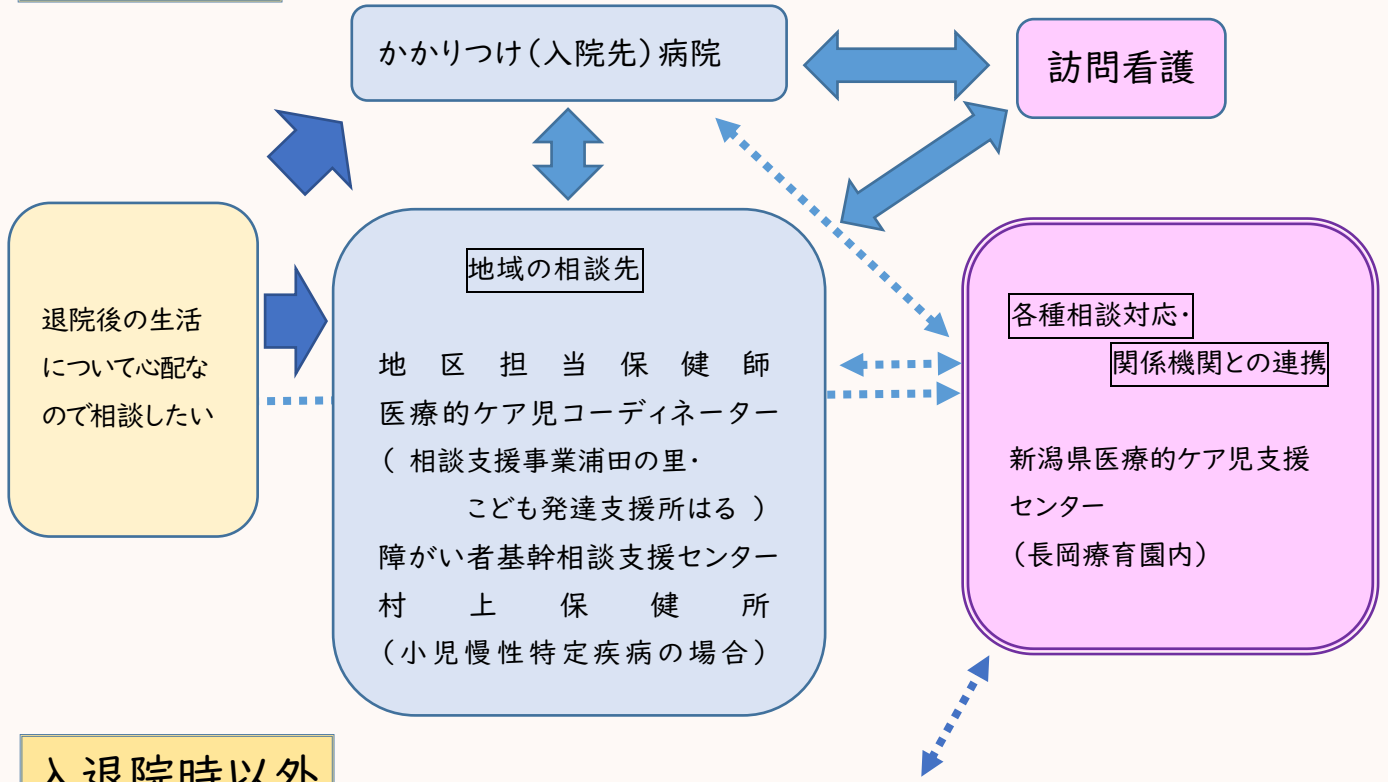 かかりつけ（入院先）病院
訪問看護
退院後の生活
について心配な
ので相談したい
地域の相談先
地区担当保健師
医療的ケア児コーディネーター
（ 相談支援事業浦田の里・
こども発達支援所はる ）
障がい者基幹相談支援センター
村上保健所
（小児慢性特定疾病の場合）
各種相談対応・
関係機関との連携
新潟県医療的ケア児支援
センター
（長岡療育園内）
入退院時以外